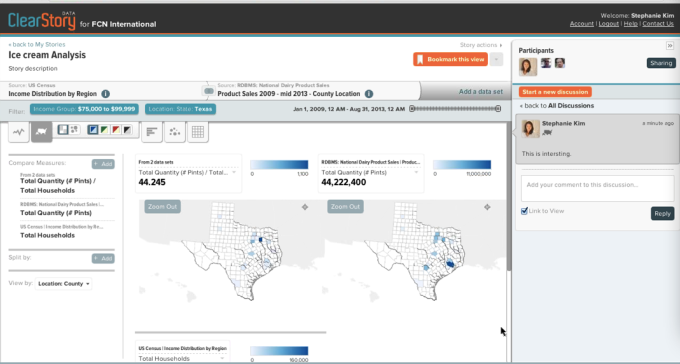 ClearStory DATA for FCN International
Welcome: Stephanie Kim
Account | Logout | Help | Contact Us
‹ back to My Stories
Story actions
Ice cream Analysis
Bookmark this view
Story description
Source: US Census
Income Distribution by Region
Source: RDBMS: National Dairy Product Sales
Product Sales 2009 - mid 2013 - County Location
Add a data set
Filter:
Income Group: $75,000 to $99,999
Location: State: Texas
Jan 1, 2009, 12 AM - Aug 31, 2013, 12 AM
Compare Measures:
+ Add
From 2 data sets
Total Quantity (# Pints) /
Total Households
RDBMS: National Dairy Product Sales /...
Total Quantity (# Pints)
US Census | Income Distribution by Re...
Total Households
Split by:
+ Add
View by: Location: County
From 2 data sets
Total Quantity (# Pints) / Total...
44.245
0 1,100
RDBMS: National Dairy Product Sales | Produc...
Total Quantity (# Pints)
44,222,400
0 11,000,000
Zoom Out
Zoom Out
US Census | Income Distribution by Region
Total Households
0 160,000
Participants
Sharing
Start a new discussion
‹ back to All Discussions
Stephanie Kim
a minute ago
This is intersting.
Add your comment to this discussion...
Link to View
Reply